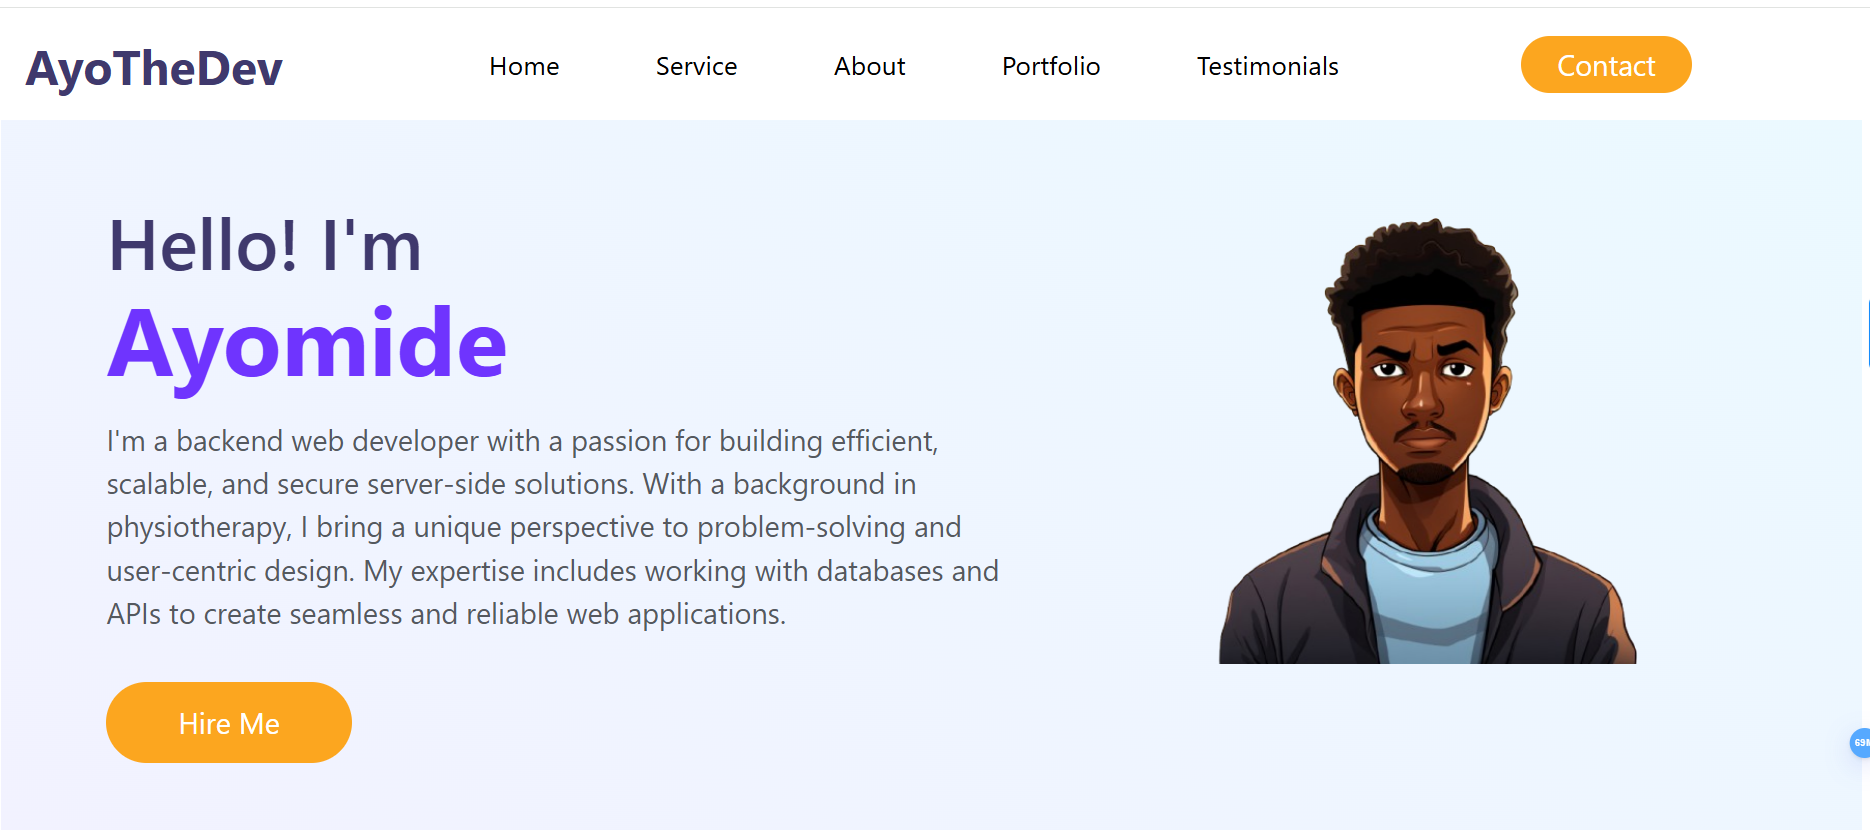 AyoTheDev
Home Service About Portfolio Testimonials Contact
Hello! I'm
Ayomide
I'm a backend web developer with a passion for building efficient,
scalable, and secure server-side solutions. With a background in
physiotherapy, I bring a unique perspective to problem-solving and
user-centric design. My expertise includes working with databases and
APIs to create seamless and reliable web applications.
Hire Me